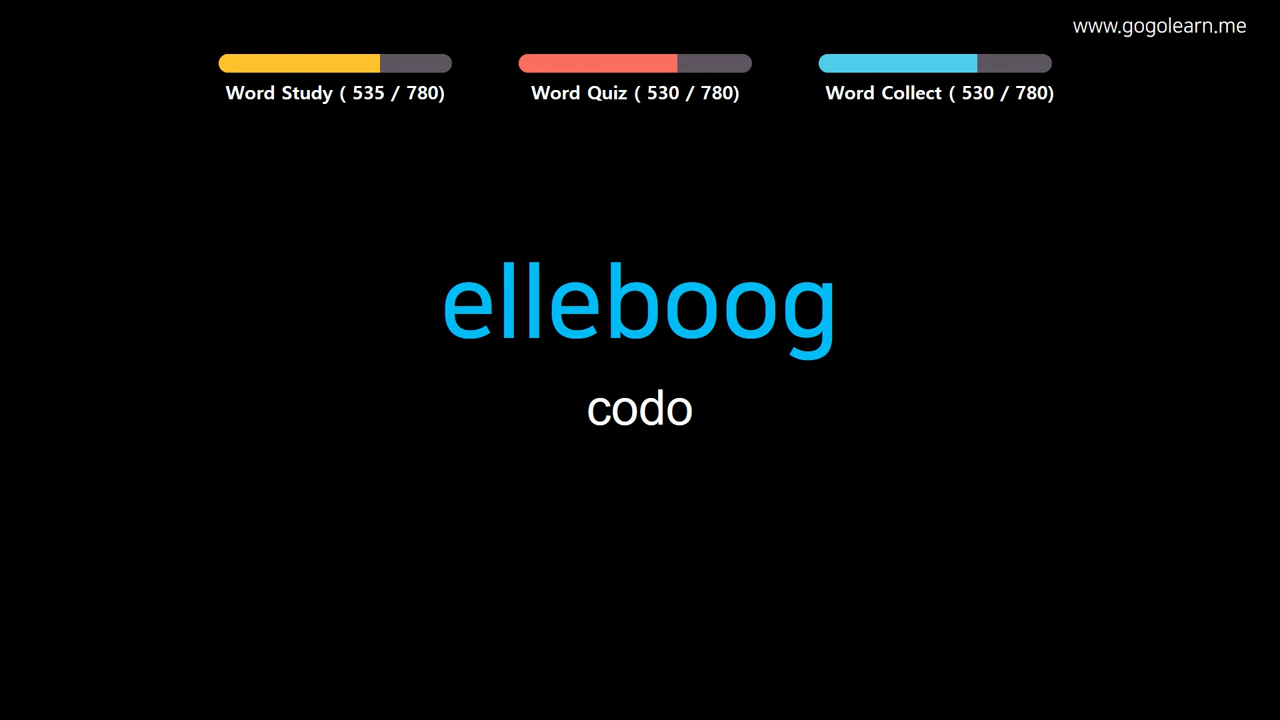 www.gogolearn.me
Word Study ( 535 / 780)
Word Quiz ( 530 / 780)
Word Collect ( 530 / 780)
elleboog
codo